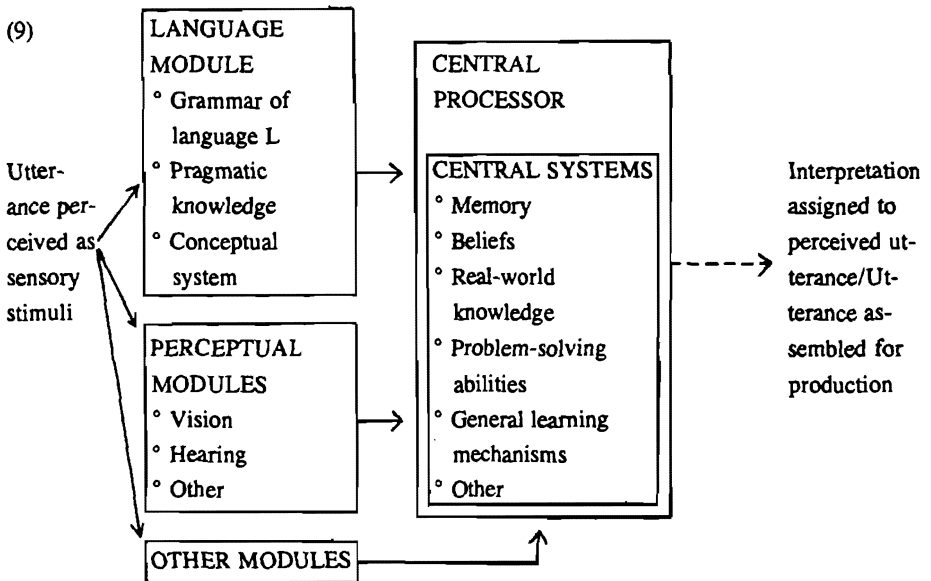 (9)
Utter-
ance per-
ceived as
sensory
stimuli
LANGUAGE
MODULE
° Grammar of
language L
° Pragmatic
knowledge
° Conceptual
system
PERCEPTUAL
MODULES
° Vision
° Hearing
° Other
OTHER MODULES
CENTRAL
PROCESSOR
CENTRAL SYSTEMS
° Memory
° Beliefs
° Real-world
knowledge
° Problem-solving
abilities
° General learning
mechanisms
° Other
Interpretation
assigned to
perceived ut-
terance/Ut-
terance as-
sembled for
production